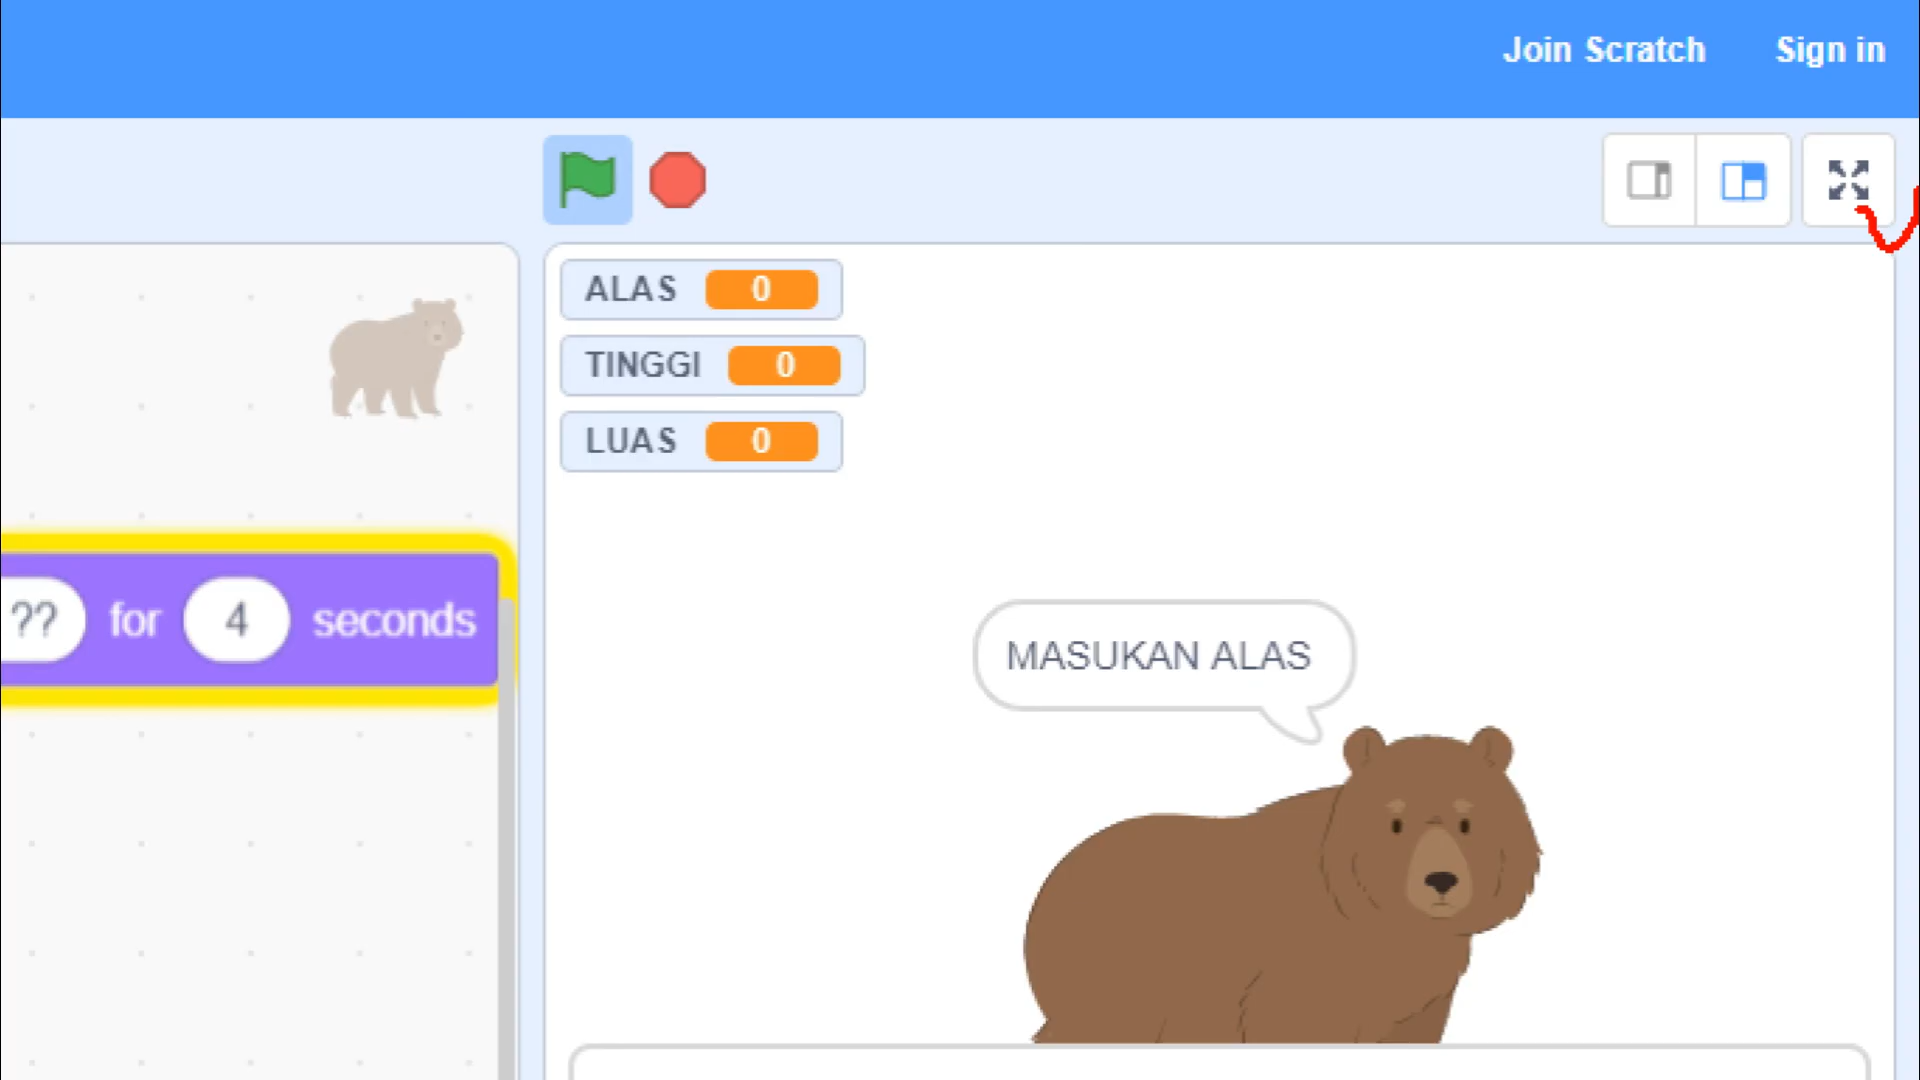 Join Scratch Sign in
ALAS 0
TINGGI 0
LUAS 0
?? for 4 seconds
MASUKAN ALAS